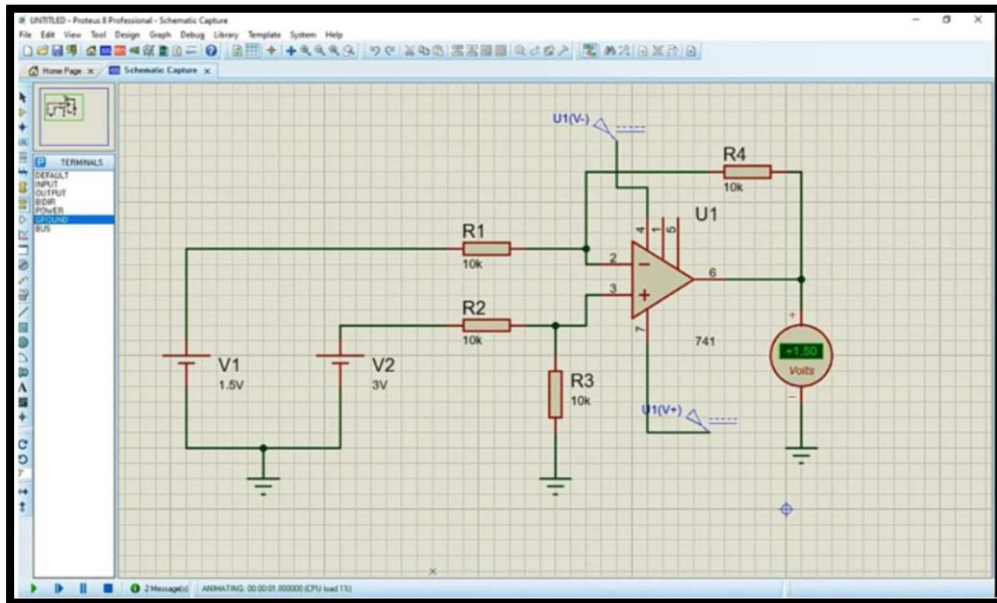 UNTITLED - Proteus 8 Professional - Schematic Capture
File Edit View Tool Design Graph Debug Library Template System Help
Home Page x Schematic Capture x
TERMINALS
DEFAULT
INPUT
OUTPUT
BIDIR
POWER
GROUND
BUS
U1(V-)
R4
10k
U1
4 1 5
R1
10k
2
6
3
R2
10k
7
741
+1.50
Volts
V1
1.5V
V2
3V
R3
10k
U1(V+)
2 Message(s) ANIMATING: 00:00:01.000000 (CPU load 1%)